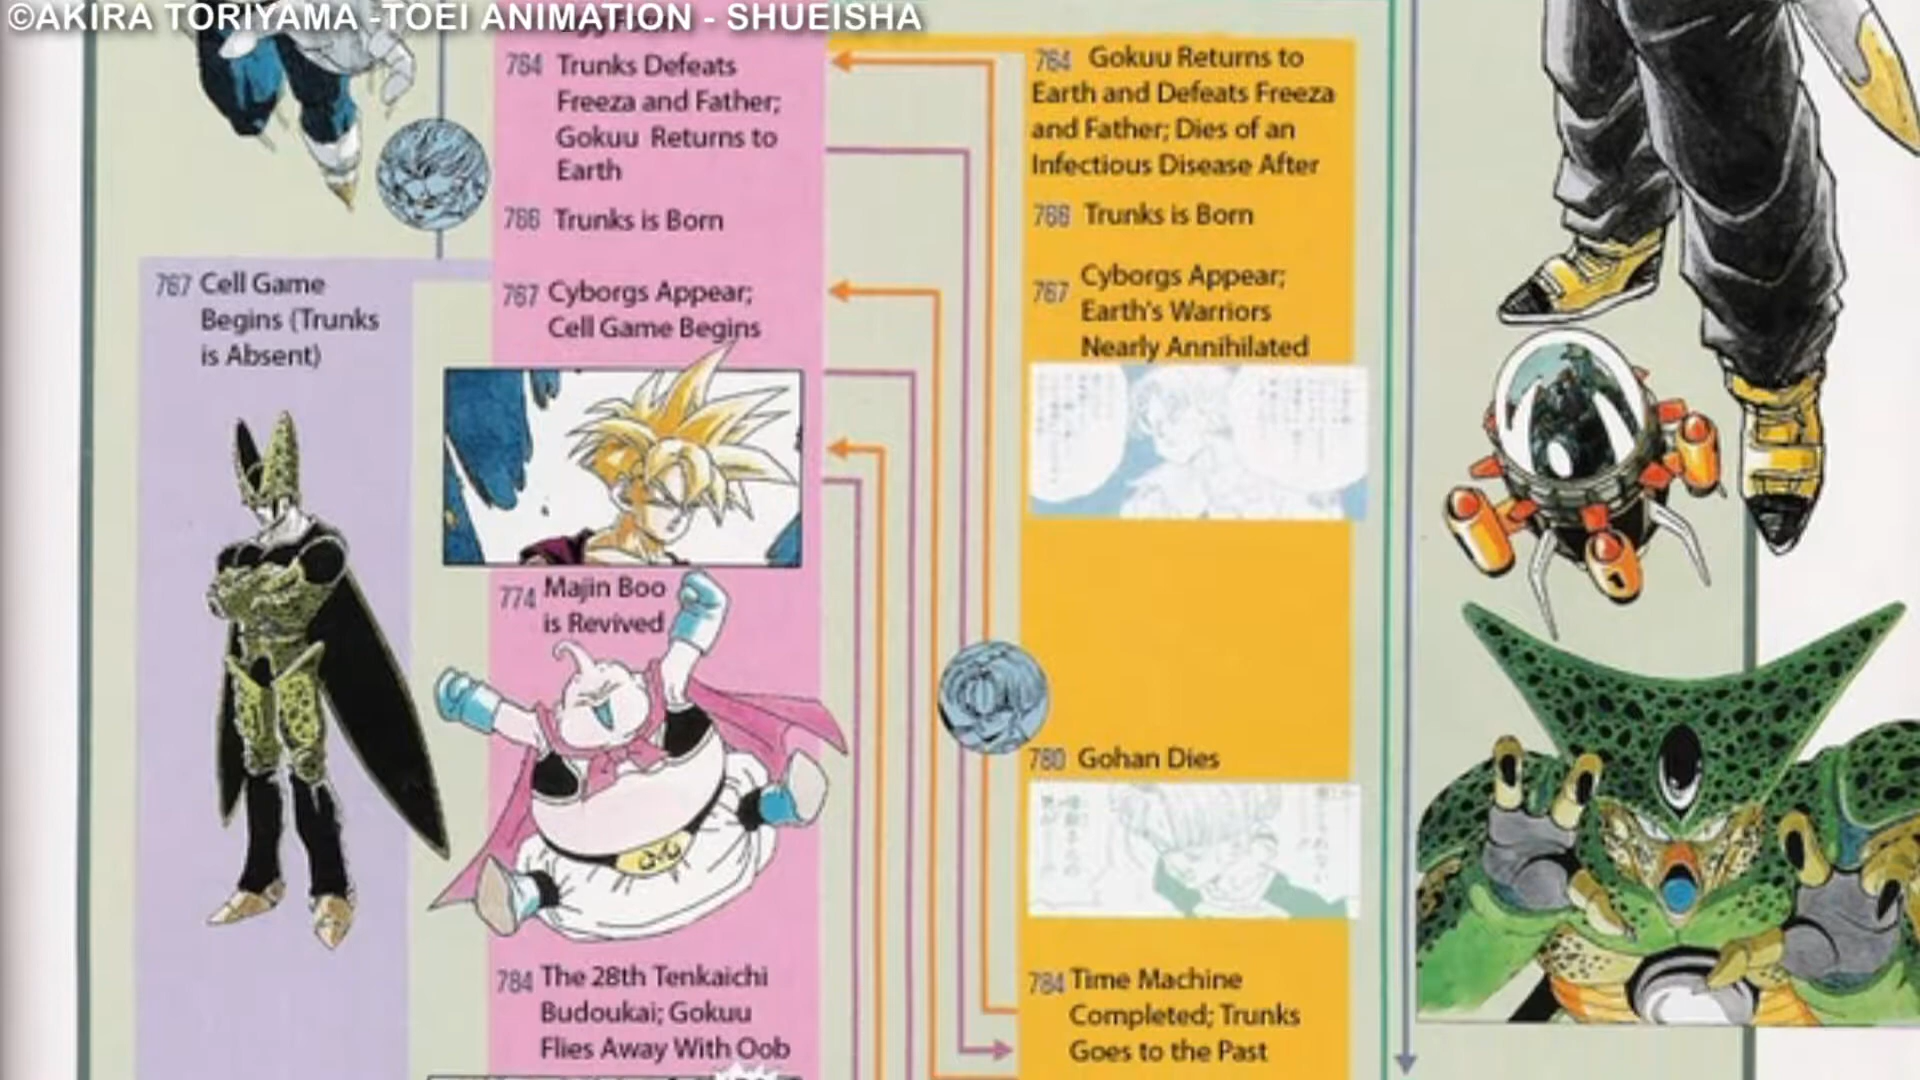 ©AKIRA TORIYAMA -TOEI ANIMATION - SHUEISHA
764 Trunks Defeats
Freeza and Father;
Gokuu Returns to
Earth
766 Trunks is Born
767 Cyborgs Appear;
Cell Game Begins
774 Majin Boo
is Revived
784 The 28th Tenkaichi
Budoukai; Gokuu
Flies Away With Oob
767 Cell Game
Begins (Trunks
is Absent)
764 Gokuu Returns to
Earth and Defeats Freeza
and Father; Dies of an
Infectious Disease After
766 Trunks is Born
767 Cyborgs Appear;
Earth's Warriors
Nearly Annihilated
780 Gohan Dies
784 Time Machine
Completed; Trunks
Goes to the Past